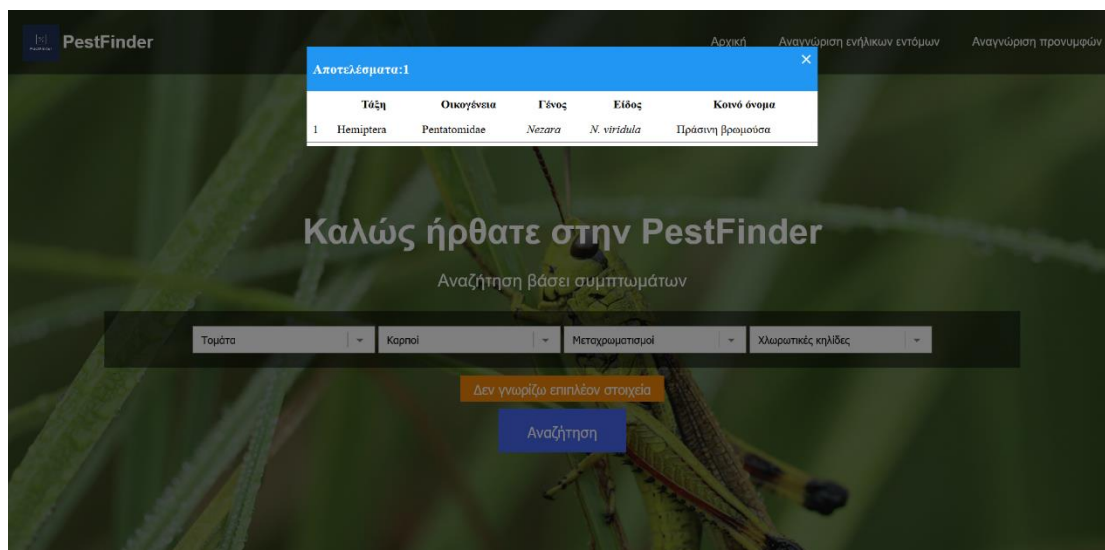 PestFinder
Αρχική Αναγνώριση ενήλικων εντόμων Αναγνώριση προνυμφών
Αποτελέσματα:1 ×
Τάξη Οικογένεια Γένος Είδος Κοινό όνομα
1 Hemiptera Pentatomidae Nezara N. viridula Πράσινη βρωμούσα
Καλώς ήρθατε στην PestFinder
Αναζήτηση βάσει συμπτωμάτων
Τομάτα Καρποί Μεταχρωματισμοί Χλωρωτικές κηλίδες
Δεν γνωρίζω επιπλέον στοιχεία
Αναζήτηση